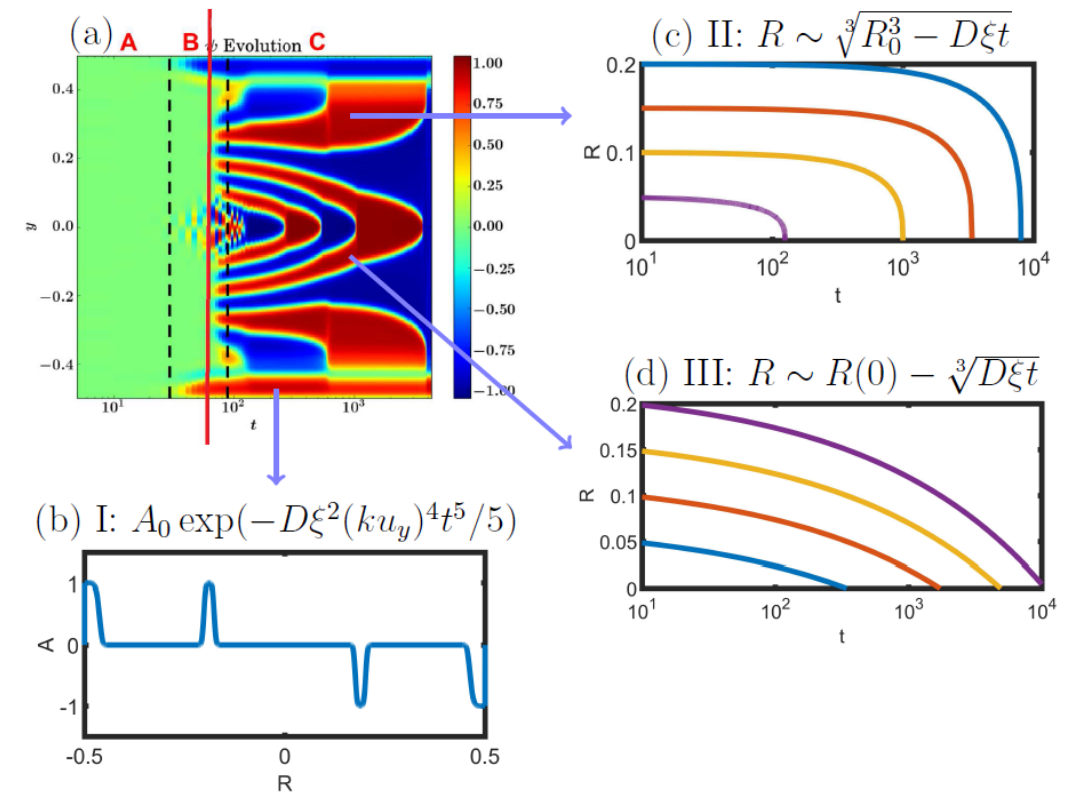 (a) A B ψ Evolution C
y
0.4
0.2
0.0
−0.2
−0.4
10¹ 10² 10³
t
1.00
0.75
0.50
0.25
0.00
−0.25
−0.50
−0.75
−1.00
(c) II: R ∼ ∛(R₀³ − Dξt)
R
0.2
0.1
0
10¹ 10² 10³ 10⁴
t
(d) III: R ∼ R(0) − ∛(Dξt)
R
0.2
0.15
0.1
0.05
0
10¹ 10² 10³ 10⁴
t
(b) I: A₀ exp(−Dξ²(ku_y)⁴t⁵/5)
A
1
0
-1
-0.5 0 0.5
R